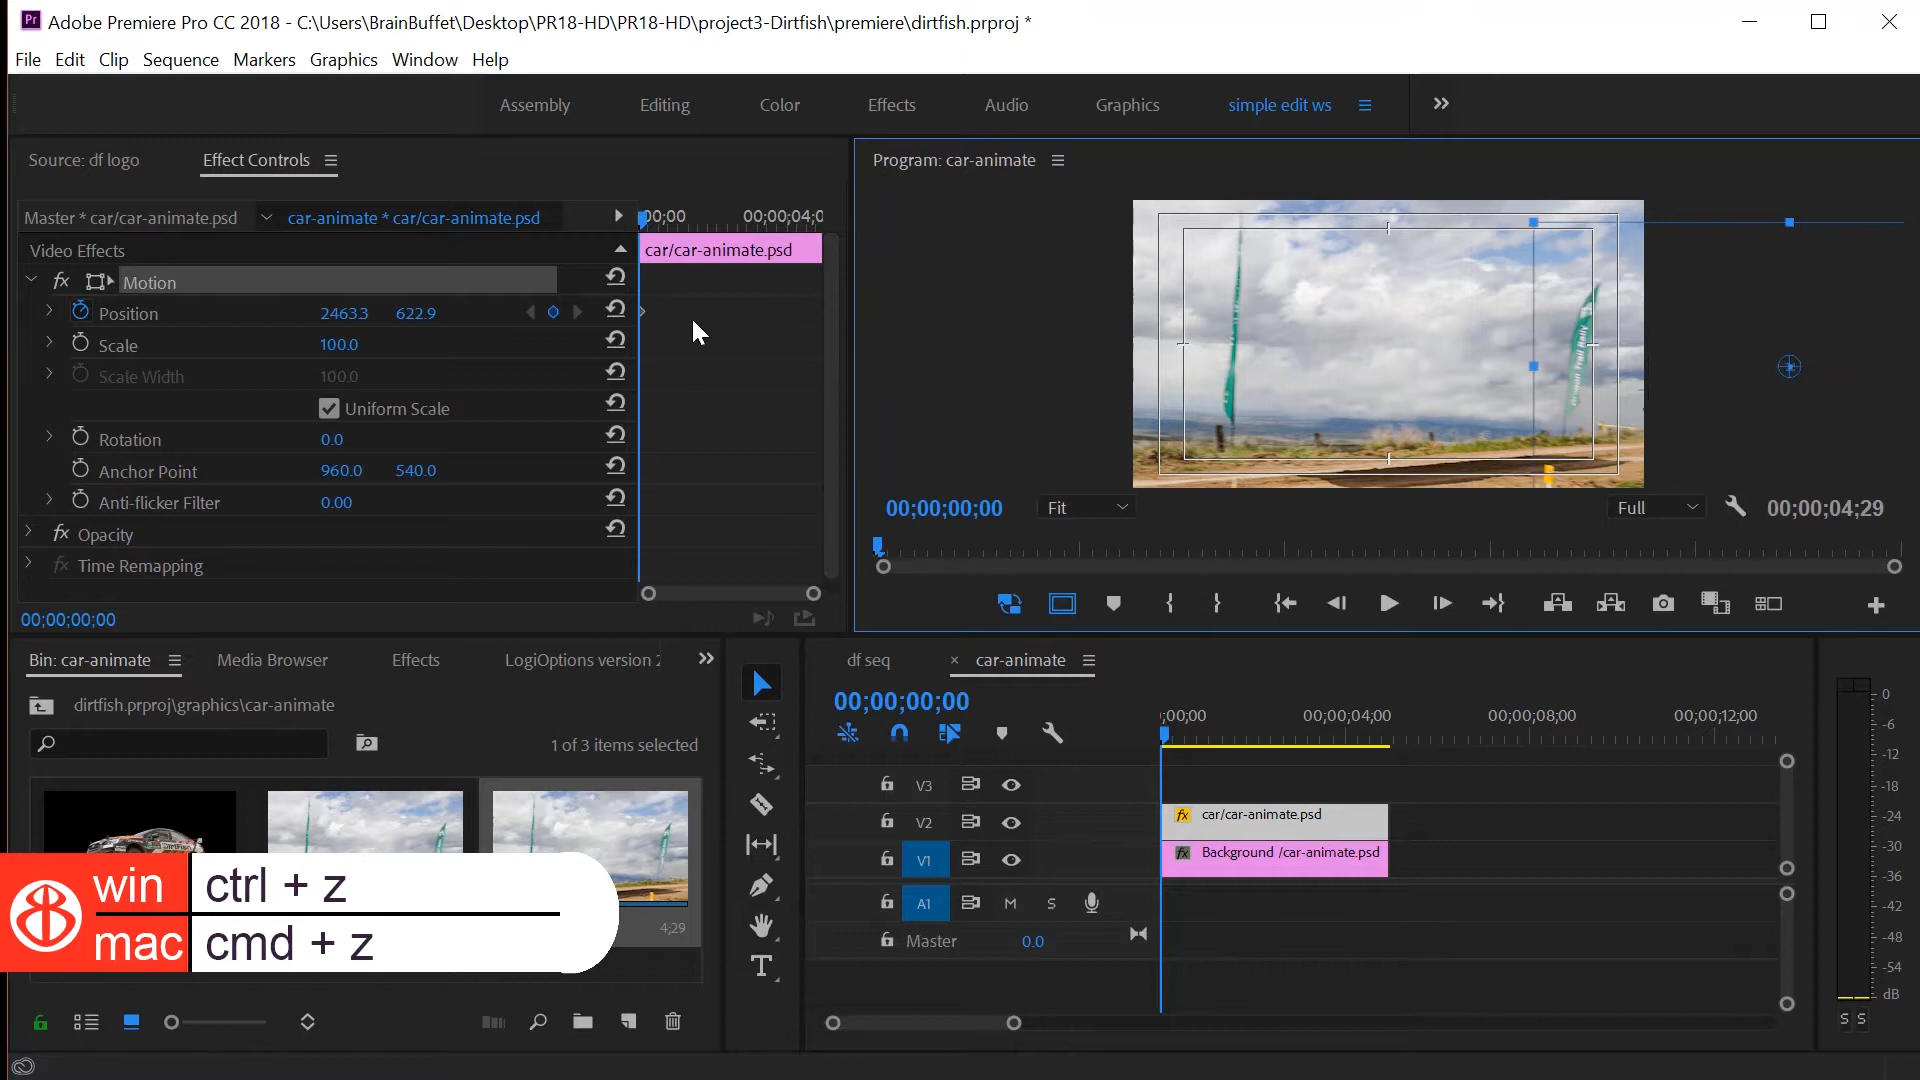 Pr Adobe Premiere Pro CC 2018 - C:\Users\BrainBuffet\Desktop\PR18-HD\PR18-HD\project3-Dirtfish\premiere\dirtfish.prproj *
File Edit Clip Sequence Markers Graphics Window Help
Assembly Editing Color Effects Audio Graphics simple edit ws
Source: df logo Effect Controls
Program: car-animate
Master * car/car-animate.psd car-animate * car/car-animate.psd
00;00 00;00;04;0
Video Effects
car/car-animate.psd
fx Motion
Position 2463.3 622.9
Scale 100.0
Scale Width 100.0
Uniform Scale
Rotation 0.0
Anchor Point 960.0 540.0
Anti-flicker Filter 0.00
fx Opacity
fx Time Remapping
00;00;00;00
00;00;00;00 Fit Full 00;00;04;29
Bin: car-animate Media Browser Effects LogiOptions version 2
dirtfish.prproj\graphics\car-animate
1 of 3 items selected
4;29
df seq × car-animate
00;00;00;00
;00;00 00;00;04;00 00;00;08;00 00;00;12;00
V3
V2 fx car/car-animate.psd
V1 fx Background /car-animate.psd
A1 M S
Master 0.0
T
0
-6
-12
-18
-24
-30
-36
-42
-48
-54
dB
S S
win ctrl + z
mac cmd + z